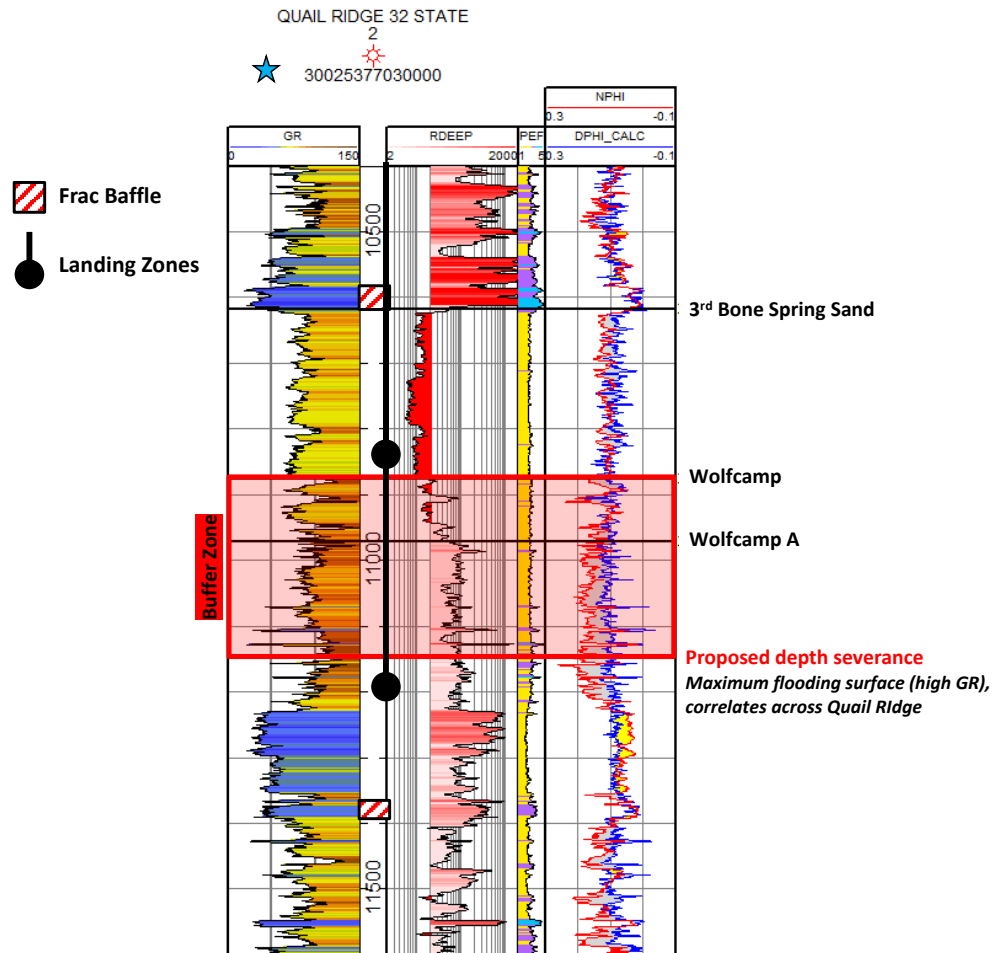 QUAIL RIDGE 32 STATE
2
30025377030000
NPHI
0.3 -0.1
GR RDEEP PEF DPHI_CALC
0 150 2 2000 1 5 0.3 -0.1
Frac Baffle
Landing Zones
10500
3rd Bone Spring Sand
Wolfcamp
Wolfcamp A
11000
Buffer Zone
Proposed depth severance
Maximum flooding surface (high GR),
correlates across Quail RIdge
11500